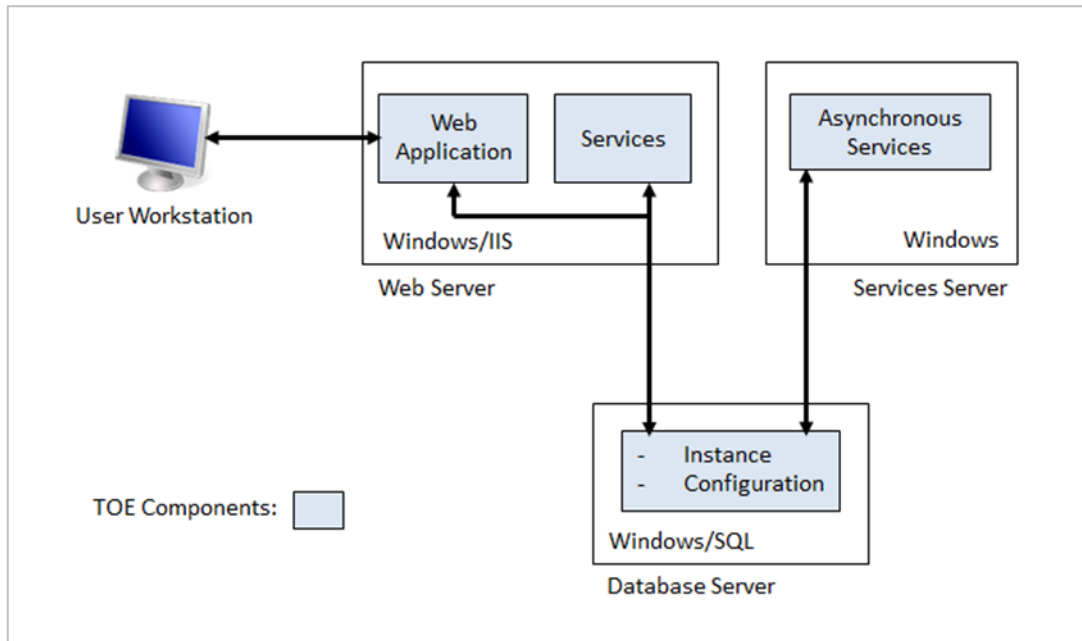 Web
Application
Services
Asynchronous
Services
User Workstation
Windows/IIS
Windows
Web Server
Services Server
- Instance
- Configuration
TOE Components:
Windows/SQL
Database Server